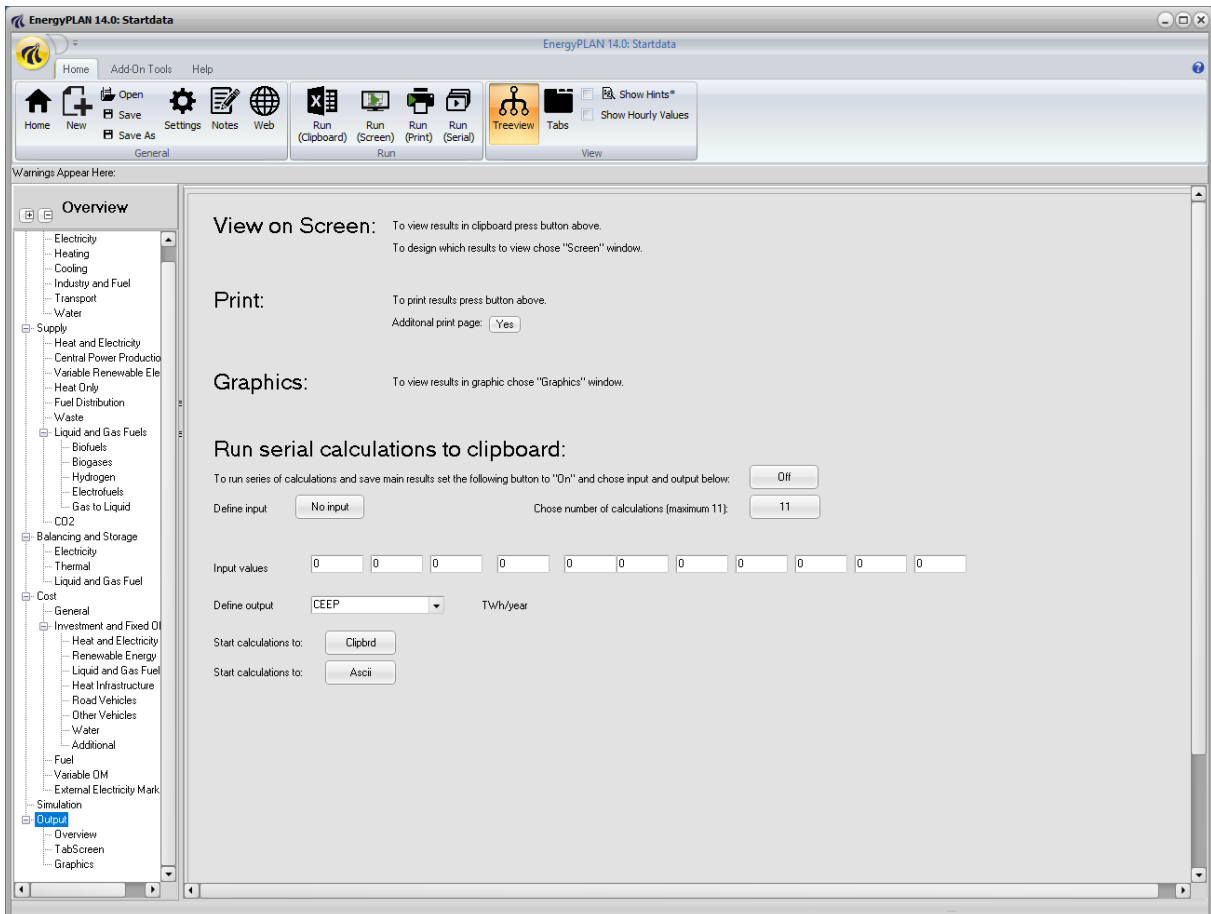 EnergyPLAN 14.0: Startdata
EnergyPLAN 14.0: Startdata
Home Add-On Tools Help
Home
New
Open
Save
Save As
Settings
Notes
Web
General
Run (Clipboard)
Run (Screen)
Run (Print)
Run (Serial)
Run
Treeview
Tabs
Show Hints*
Show Hourly Values
View
Warnings Appear Here:
Overview
Electricity
Heating
Cooling
Industry and Fuel
Transport
Water
Supply
Heat and Electricity
Central Power Productio
Variable Renewable Ele
Heat Only
Fuel Distribution
Waste
Liquid and Gas Fuels
Biofuels
Biogases
Hydrogen
Electrofuels
Gas to Liquid
CO2
Balancing and Storage
Electricity
Thermal
Liquid and Gas Fuel
Cost
General
Investment and Fixed O
Heat and Electricity
Renewable Energy
Liquid and Gas Fuel
Heat Infrastructure
Road Vehicles
Other Vehicles
Water
Additional
Fuel
Variable OM
External Electricity Mark
Simulation
Output
Overview
TabScreen
Graphics
View on Screen: To view results in clipboard press button above.
To design which results to view chose "Screen" window.
Print: To print results press button above.
Additonal print page: Yes
Graphics: To view results in graphic chose "Graphics" window.
Run serial calculations to clipboard:
To run series of calculations and save main results set the following button to "On" and chose input and output below: Off
Define input No input Chose number of calculations (maximum 11): 11
Input values 0 0 0 0 0 0 0 0 0 0 0
Define output CEEP TWh/year
Start calculations to: Clipbrd
Start calculations to: Ascii